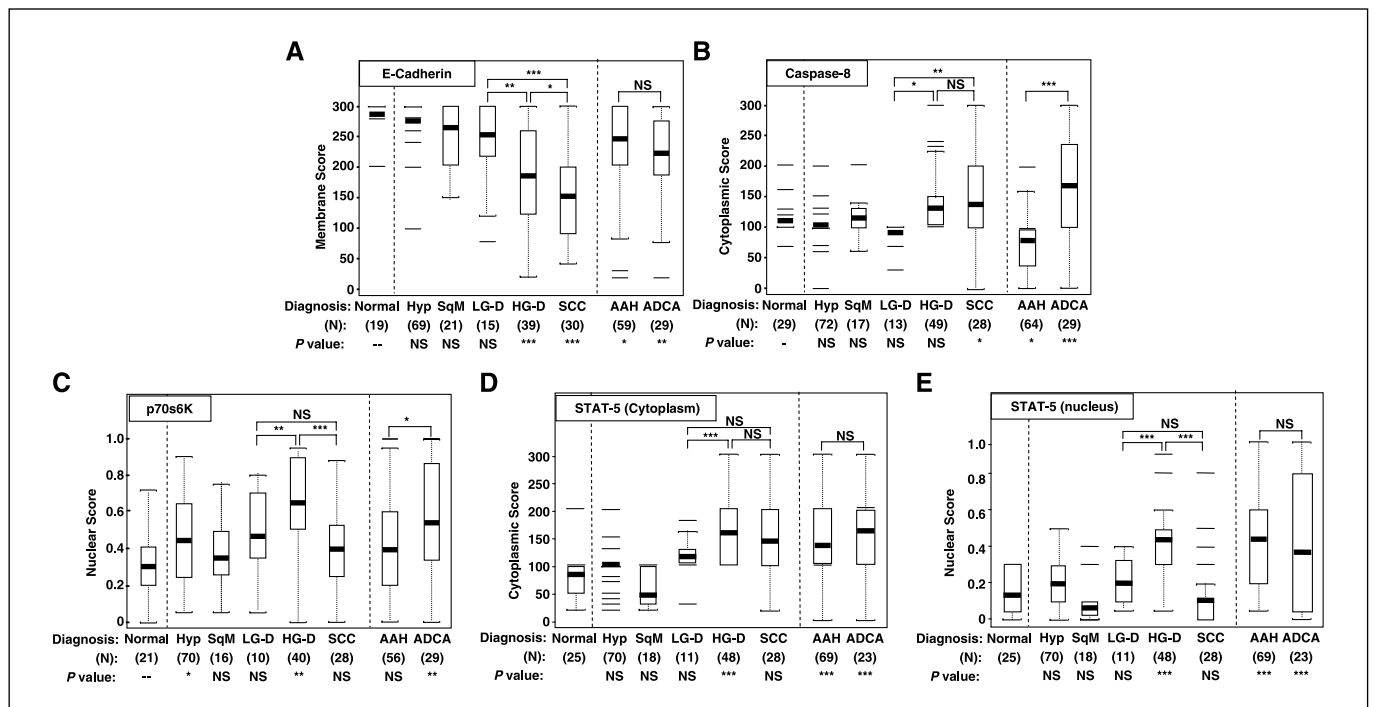 A
E-Cadherin
Membrane Score
300
250
200
150
100
50
0
** *** * NS
Diagnosis: Normal Hyp SqM LG-D HG-D SCC AAH ADCA
(N): (19) (69) (21) (15) (39) (30) (59) (29)
P value: -- NS NS NS *** *** * **
B
Caspase-8
Cytoplasmic Score
300
250
200
150
100
50
0
* ** NS ***
Diagnosis: Normal Hyp SqM LG-D HG-D SCC AAH ADCA
(N): (29) (72) (17) (13) (49) (28) (64) (29)
P value: - NS NS NS NS * * ***
C
p70s6K
Nuclear Score
1.0
0.8
0.6
0.4
0.2
0
NS
** *** *
Diagnosis: Normal Hyp SqM LG-D HG-D SCC AAH ADCA
(N): (21) (70) (16) (10) (40) (28) (56) (29)
P value: -- * NS NS ** NS NS **
D
STAT-5 (Cytoplasm)
Cytoplasmic Score
300
250
200
150
100
50
0
NS
*** NS NS
Diagnosis: Normal Hyp SqM LG-D HG-D SCC AAH ADCA
(N): (25) (70) (18) (11) (48) (28) (69) (23)
P value: NS NS NS *** NS *** ***
E
STAT-5 (nucleus)
Nuclear Score
1.0
0.8
0.6
0.4
0.2
0
NS
*** *** NS
Diagnosis: Normal Hyp SqM LG-D HG-D SCC AAH ADCA
(N): (25) (70) (18) (11) (48) (28) (69) (23)
P value: NS NS NS *** NS *** ***